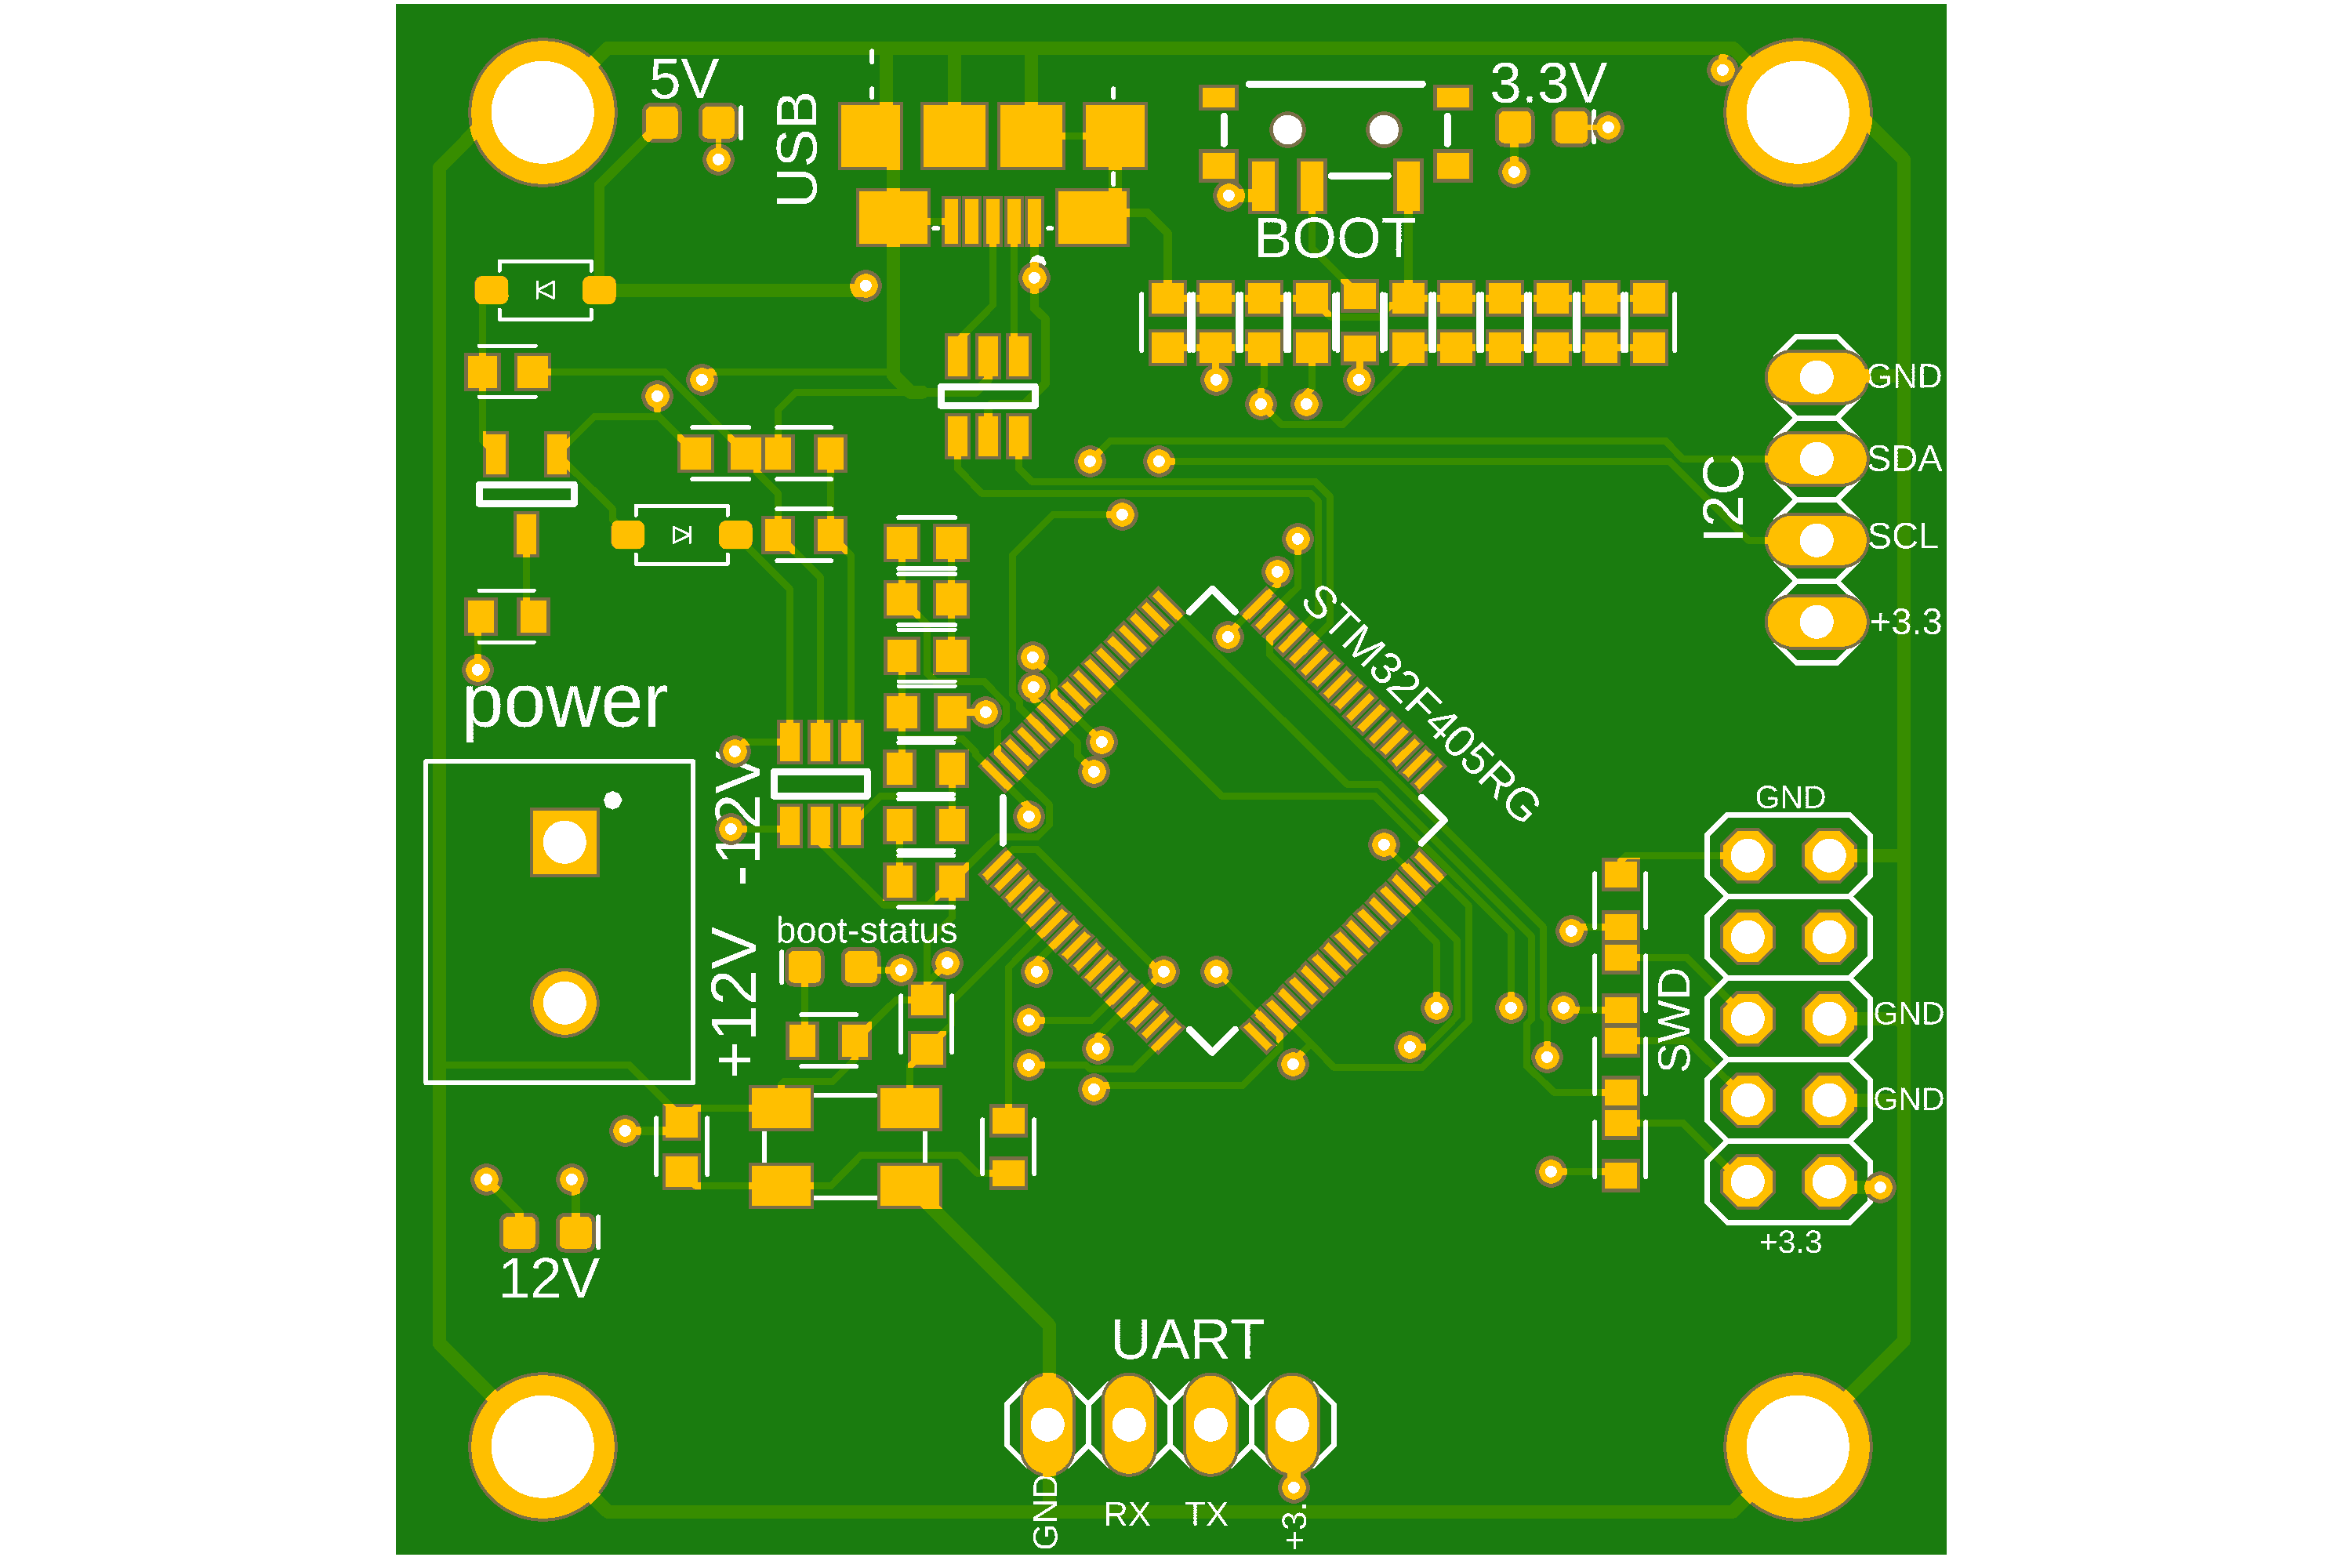 5V
USB
3.3V
BOOT
GND
SDA
I2C
SCL
+3.3
STM32F405RG
power
-12V
+12V
GND
boot-status
SWD
GND
GND
+3.3
12V
UART
GND
RX
TX
+3.